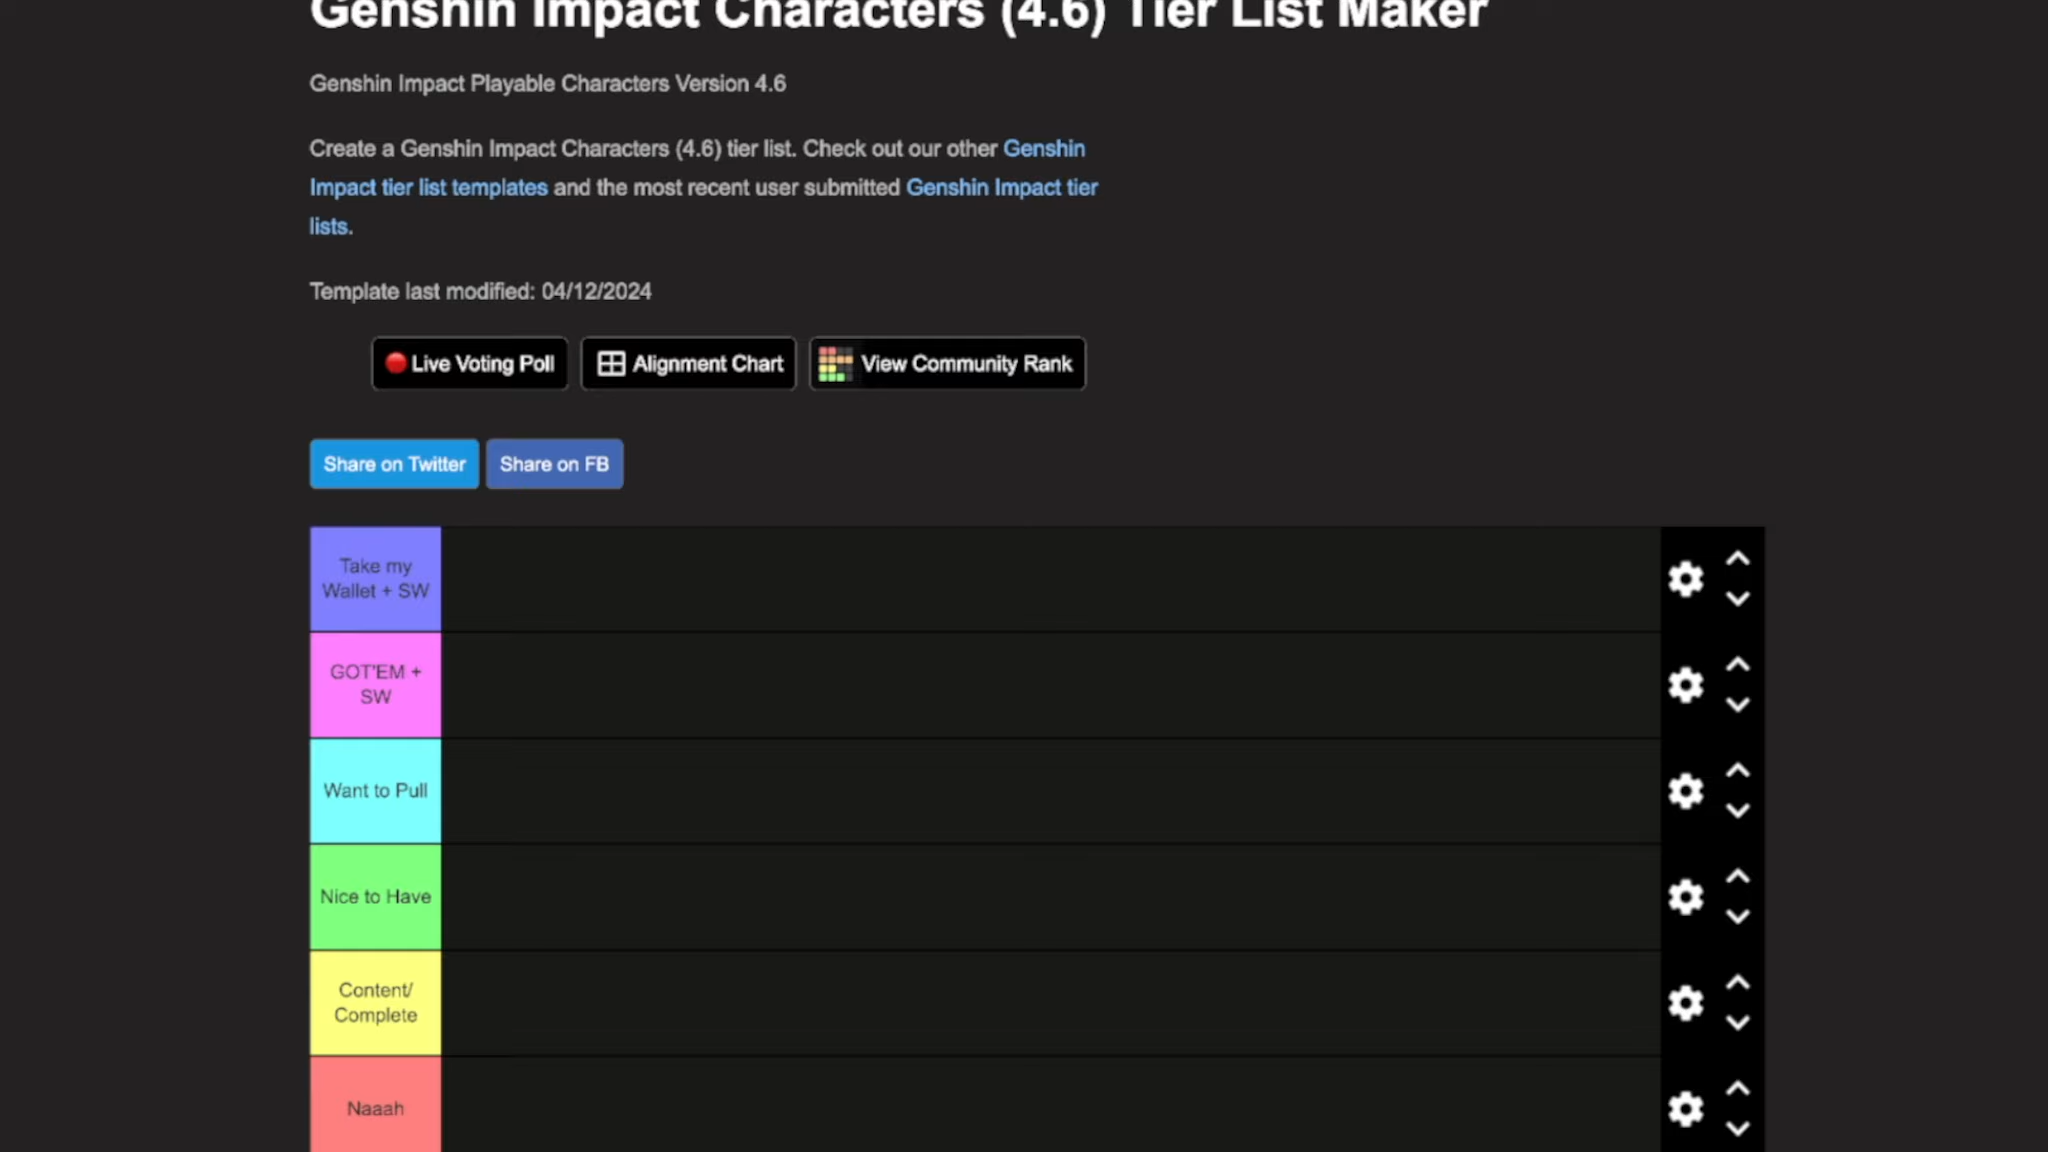 Genshin Impact Characters (4.6) Tier List Maker
Genshin Impact Playable Characters Version 4.6
Create a Genshin Impact Characters (4.6) tier list. Check out our other Genshin
Impact tier list templates and the most recent user submitted Genshin Impact tier
lists.
Template last modified: 04/12/2024
Live Voting Poll
Alignment Chart
View Community Rank
Share on Twitter
Share on FB
Take my
Wallet + SW
GOT'EM +
SW
Want to Pull
Nice to Have
Content/
Complete
Naaah